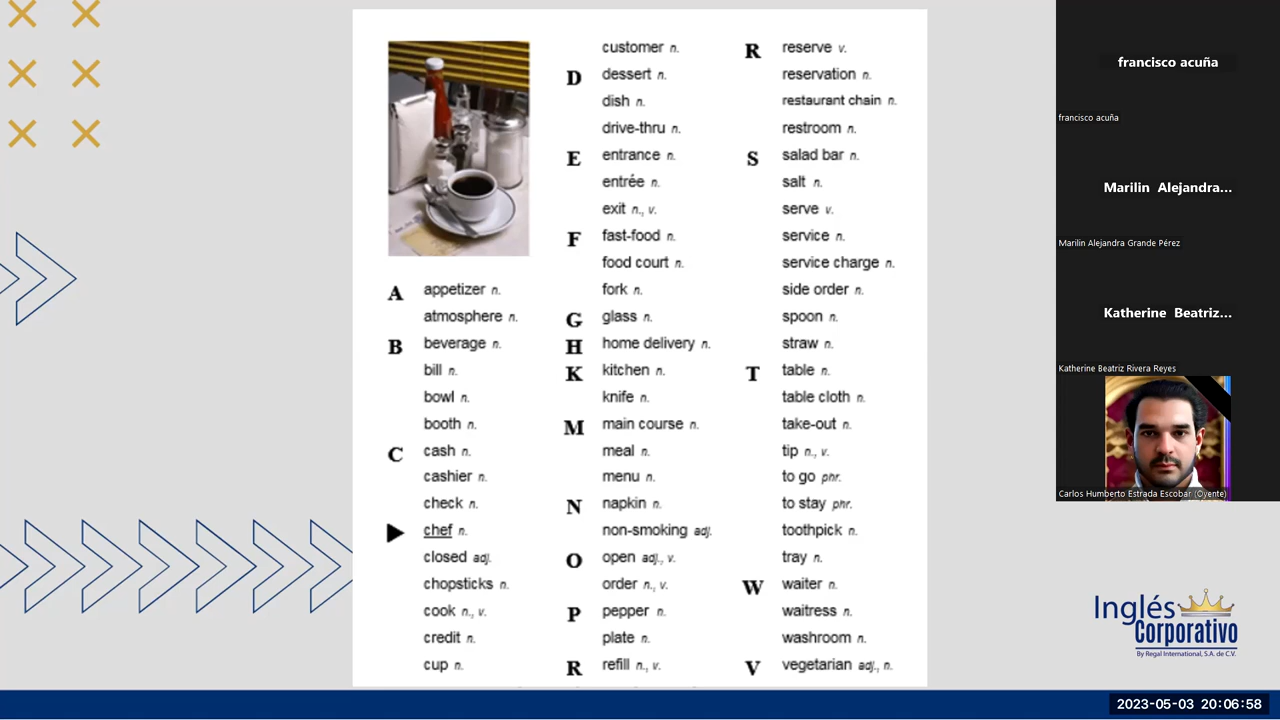 A appetizer n.
atmosphere n.
B beverage n.
bill n.
bowl n.
booth n.
C cash n.
cashier n.
check n.
chef n.
closed adj.
chopsticks n.
cook n., v.
credit n.
cup n.
customer n.
D dessert n.
dish n.
drive-thru n.
E entrance n.
entrée n.
exit n., v.
F fast-food n.
food court n.
fork n.
G glass n.
H home delivery n.
K kitchen n.
knife n.
M main course n.
meal n.
menu n.
N napkin n.
non-smoking adj.
O open adj., v.
order n., v.
P pepper n.
plate n.
R refill n., v.
R reserve v.
reservation n.
restaurant chain n.
restroom n.
S salad bar n.
salt n.
serve v.
service n.
service charge n.
side order n.
spoon n.
straw n.
T table n.
table cloth n.
take-out n.
tip n., v.
to go phr.
to stay phr.
toothpick n.
tray n.
W waiter n.
waitress n.
washroom n.
V vegetarian adj., n.
francisco acuña
francisco acuña
Marilin Alejandra...
Marilin Alejandra Grande Pérez
Katherine Beatriz...
Katherine Beatriz Rivera Reyes
Carlos Humberto Estrada Escobar (Oyente)
Inglés
Corporativo
By Regal International, S.A. de C.V.
2023-05-03 20:06:58